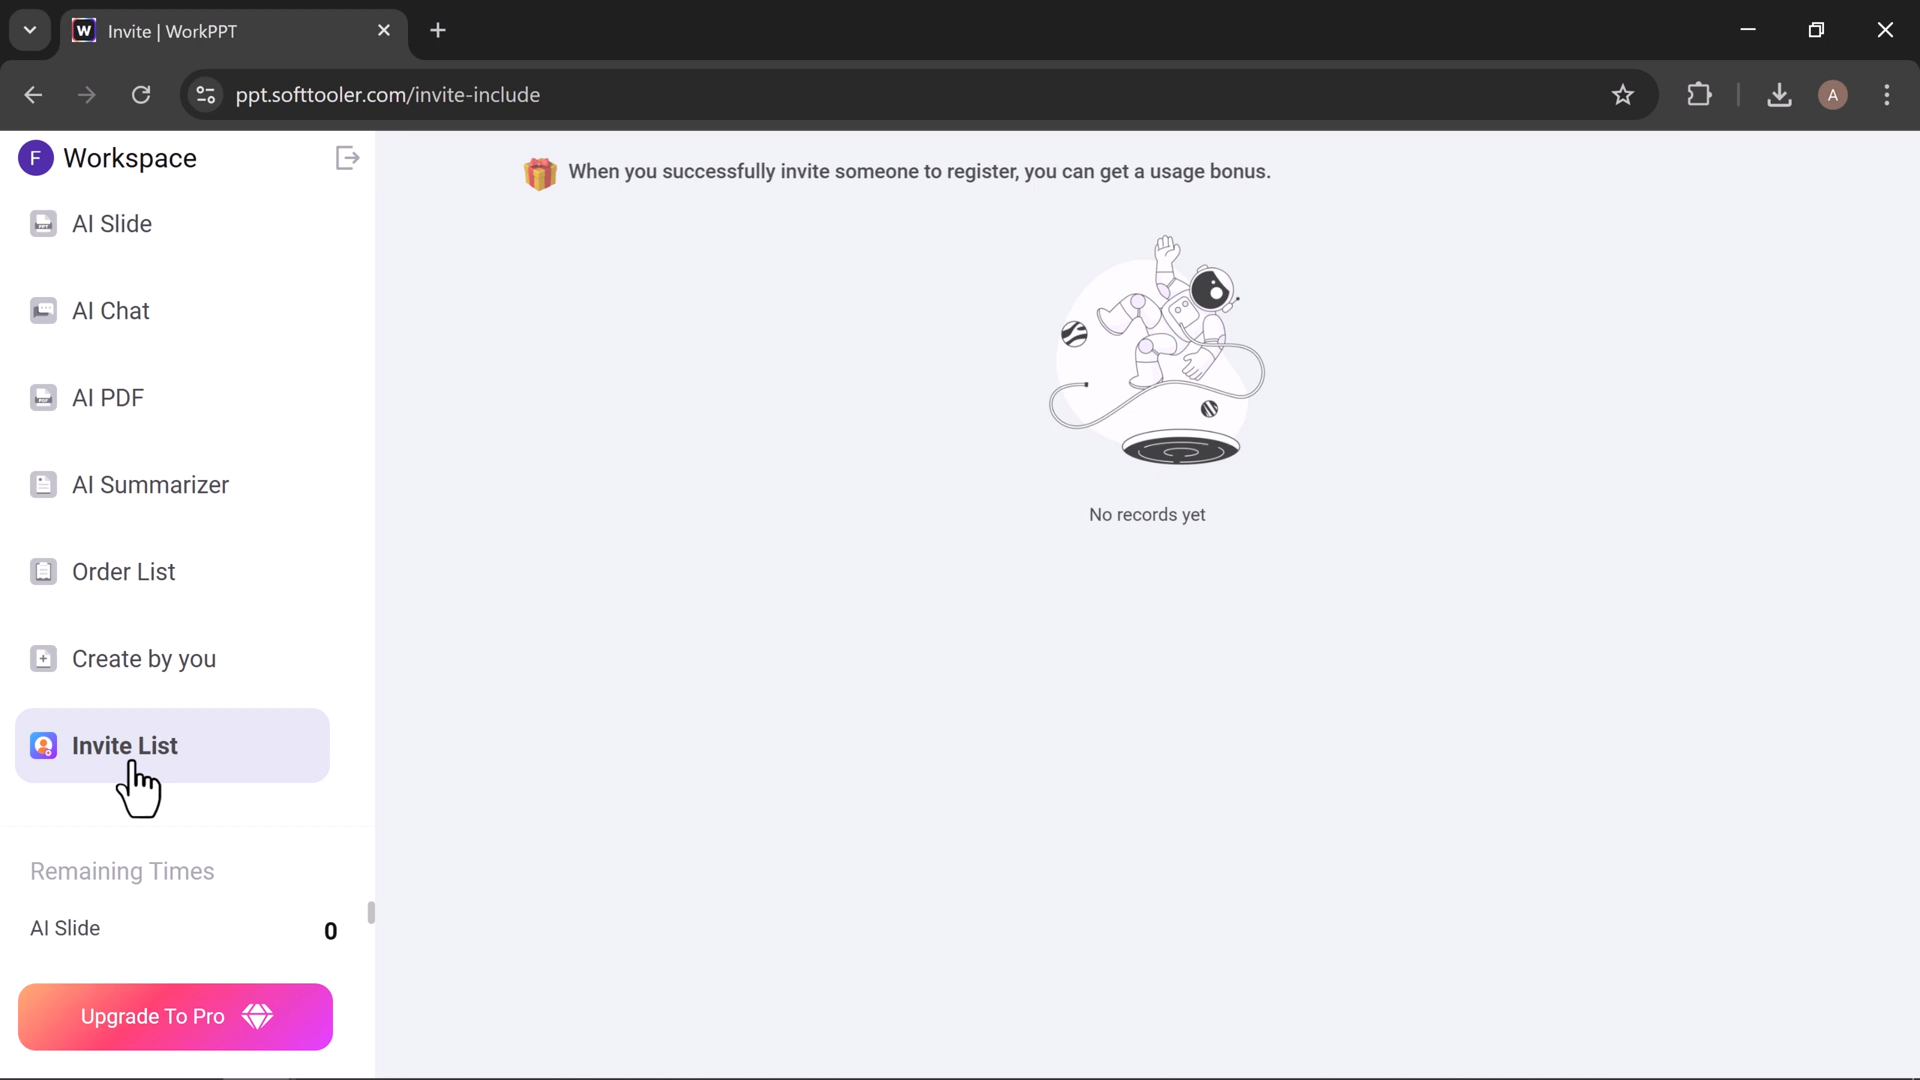 W Invite | WorkPPT
ppt.softtooler.com/invite-include
A
F Workspace
When you successfully invite someone to register, you can get a usage bonus.
AI Slide
AI Chat
AI PDF
AI Summarizer
No records yet
Order List
Create by you
Invite List
Remaining Times
AI Slide 0
Upgrade To Pro